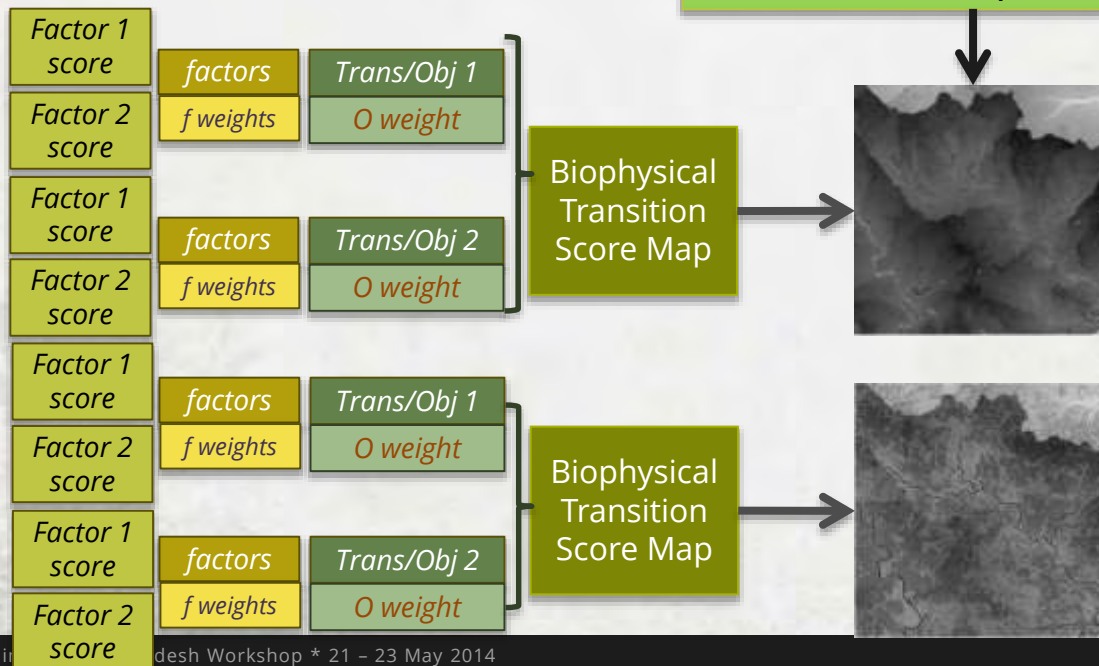 Factor 1
score
factors
f weights
Trans/Obj 1
O weight
Factor 2
score
Factor 1
score
factors
f weights
Trans/Obj 2
O weight
Factor 2
score
Biophysical
Transition
Score Map
Factor 1
score
factors
f weights
Trans/Obj 1
O weight
Factor 2
score
Factor 1
score
factors
f weights
Trans/Obj 2
O weight
Factor 2
score
Biophysical
Transition
Score Map
Workshop * 21 – 23 May 2014